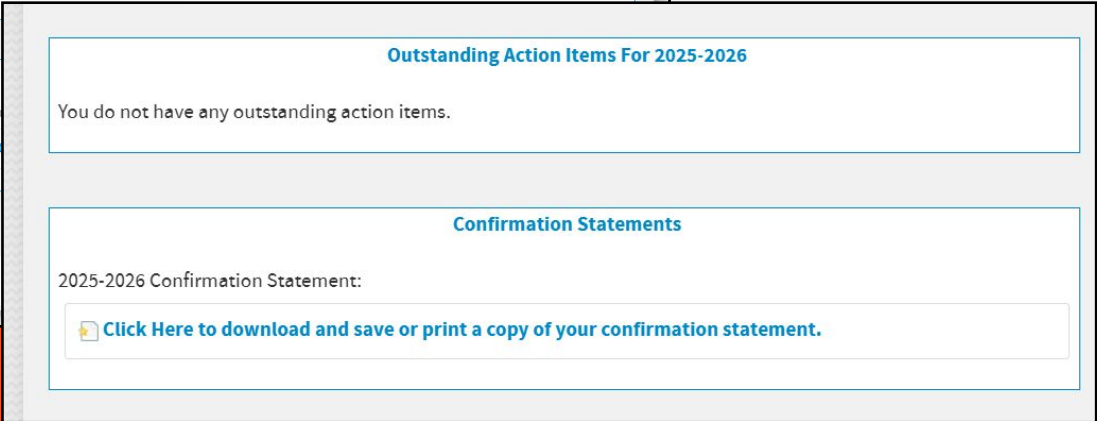 Outstanding Action Items For 2025-2026
You do not have any outstanding action items.
Confirmation Statements
2025-2026 Confirmation Statement:
Click Here to download and save or print a copy of your confirmation statement.